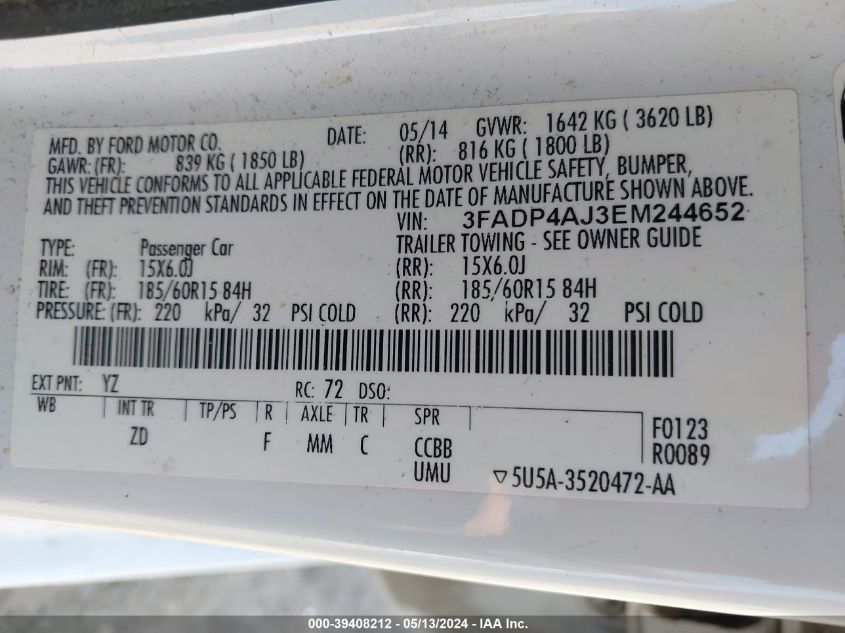 MFD. BY FORD MOTOR CO. DATE: 05/14 GVWR: 1642 KG ( 3620 LB)
GAWR: (FR): 839 KG ( 1850 LB) (RR): 816 KG ( 1800 LB)
THIS VEHICLE CONFORMS TO ALL APPLICABLE FEDERAL MOTOR VEHICLE SAFETY, BUMPER,
AND THEFT PREVENTION STANDARDS IN EFFECT ON THE DATE OF MANUFACTURE SHOWN ABOVE.
VIN: 3FADP4AJ3EM244652
TYPE: Passenger Car TRAILER TOWING - SEE OWNER GUIDE
RIM: (FR): 15X6.0J (RR): 15X6.0J
TIRE: (FR): 185/60R15 84H (RR): 185/60R15 84H
PRESSURE: (FR): 220 kPa/ 32 PSI COLD (RR): 220 kPa/ 32 PSI COLD
EXT PNT: YZ RC: 72 DSO:
WB INT TR TP/PS R AXLE TR SPR F0123
ZD F MM C CCBB R0089
UMU ▽5U5A-3520472-AA
000-39408212 - 05/13/2024 - IAA Inc.